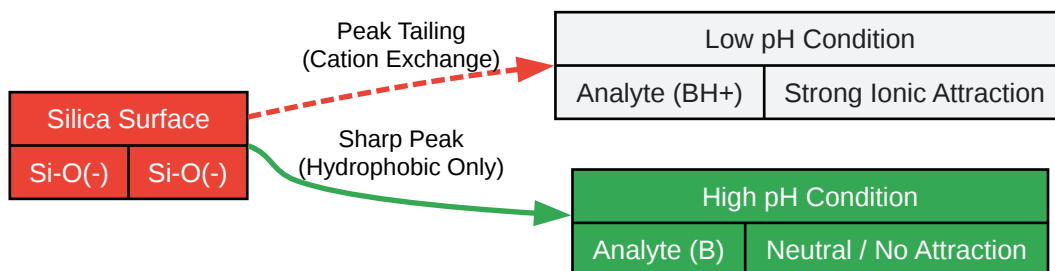 Silica Surface
Si-O(-)
Si-O(-)
Peak Tailing
(Cation Exchange)
Sharp Peak
(Hydrophobic Only)
Low pH Condition
Analyte (BH+)
Strong Ionic Attraction
High pH Condition
Analyte (B)
Neutral / No Attraction